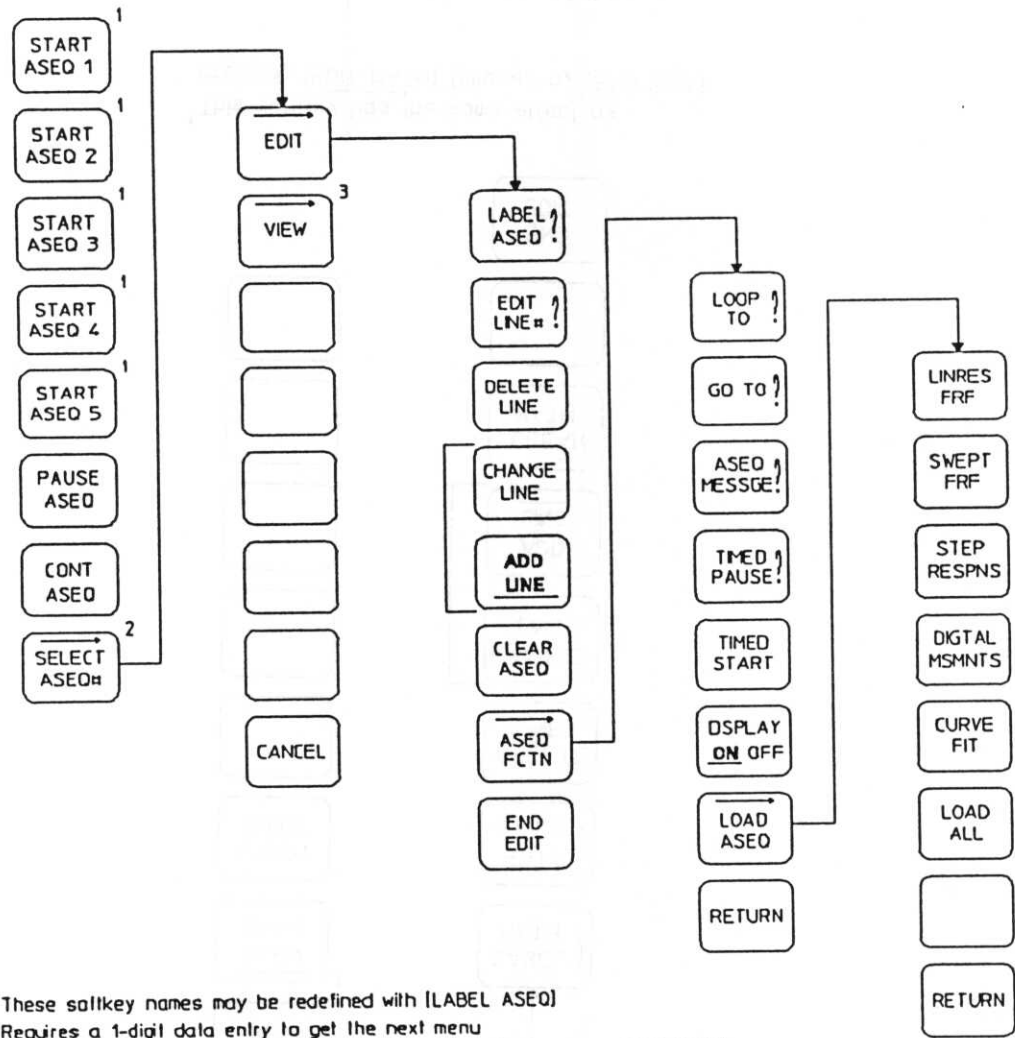 1
START
ASEQ 1
1
START
ASEQ 2
1
START
ASEQ 3
1
START
ASEQ 4
1
START
ASEQ 5
PAUSE
ASEQ
CONT
ASEQ
2
SELECT
ASEQ#
EDIT
3
VIEW
CANCEL
LABEL
ASEQ ?
EDIT
LINE# ?
DELETE
LINE
CHANGE
LINE
ADD
LINE
CLEAR
ASEQ
ASEQ
FCTN
END
EDIT
LOOP
TO ?
GO TO ?
ASEQ
MESSGE ?
TIMED
PAUSE ?
TIMED
START
DSPLAY
ON OFF
LOAD
ASEQ
RETURN
LINRES
FRF
SWEPT
FRF
STEP
RESPNS
DIGTAL
MSMNTS
CURVE
FIT
LOAD
ALL
RETURN
These softkey names may be redefined with [LABEL ASEQ]
Requires a 1-digit data entry to get the next menu